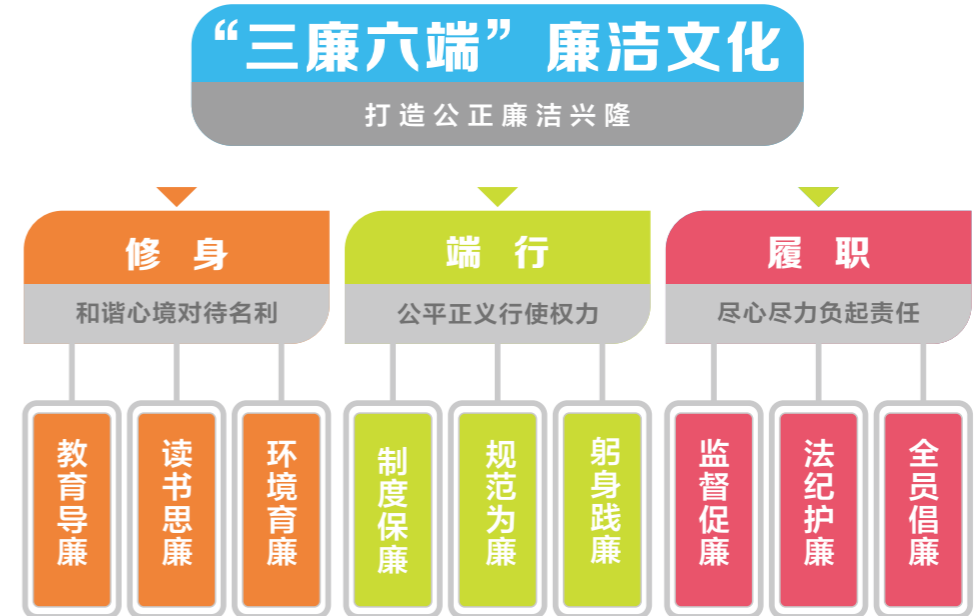 “三廉六端”廉洁文化
打造公正廉洁兴隆
修身
和谐心境对待名利
教育导廉
读书思廉
环境育廉
端行
公平正义行使权力
制度保廉
规范为廉
躬身践廉
履职
尽心尽力负起责任
监督促廉
法纪护廉
全员倡廉